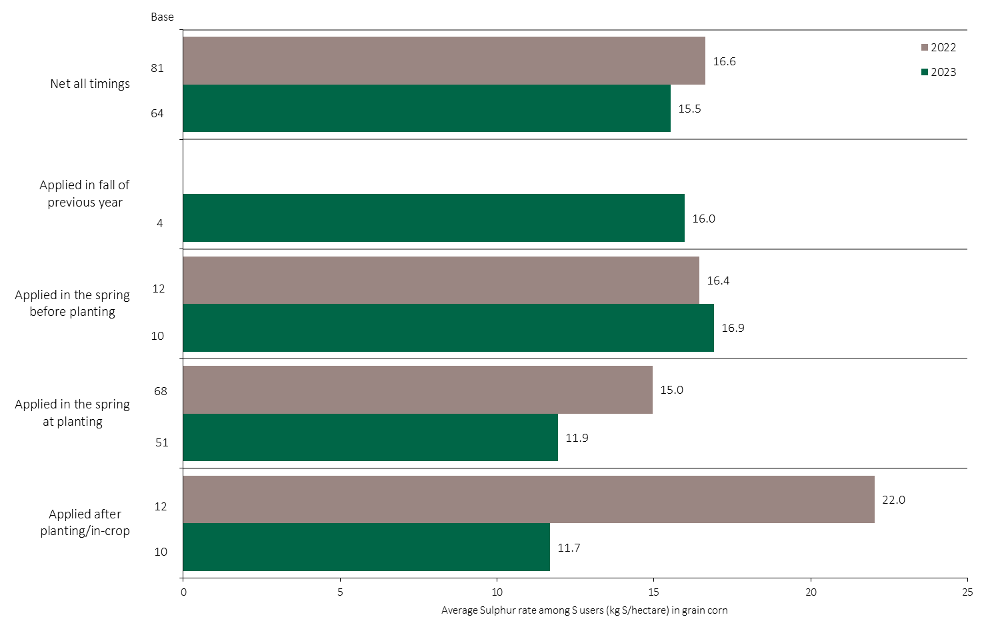 Base
2022
2023
Net all timings
81
16.6
64
15.5
Applied in fall of
previous year
4
16.0
Applied in the spring
before planting
12
16.4
10
16.9
Applied in the spring
at planting
68
15.0
51
11.9
Applied after
planting/in-crop
12
22.0
10
11.7
0 5 10 15 20 25
Average Sulphur rate among S users (kg S/hectare) in grain corn